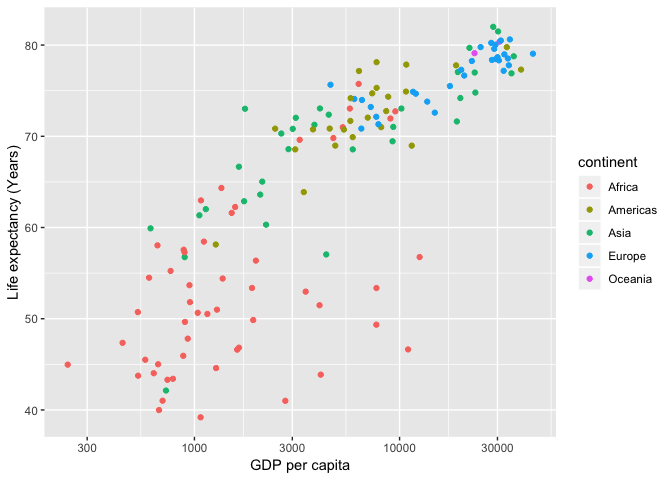 80
70
60
50
40
Life expectancy (Years)
300
1000
3000
10000
30000
GDP per capita
continent
Africa
Americas
Asia
Europe
Oceania